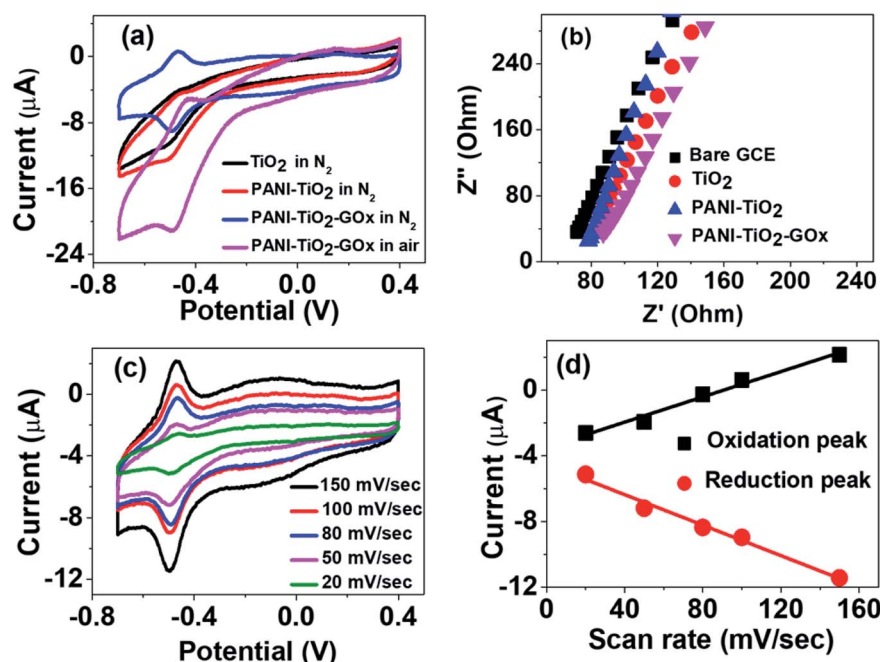 (a)
Current (μA)
0
-8
-16
-24
TiO2 in N2
PANI-TiO2 in N2
PANI-TiO2-GOx in N2
PANI-TiO2-GOx in air
-0.8 -0.4 0.0 0.4
Potential (V)
(b)
Z'' (Ohm)
240
160
80
0
Bare GCE
TiO2
PANI-TiO2
PANI-TiO2-GOx
80 120 160 200 240
Z' (Ohm)
(c)
Current (μA)
0
-4
-8
-12
150 mV/sec
100 mV/sec
80 mV/sec
50 mV/sec
20 mV/sec
-0.8 -0.4 0.0 0.4
Potential (V)
(d)
Current (μA)
0
-4
-8
-12
Oxidation peak
Reduction peak
0 40 80 120 160
Scan rate (mV/sec)